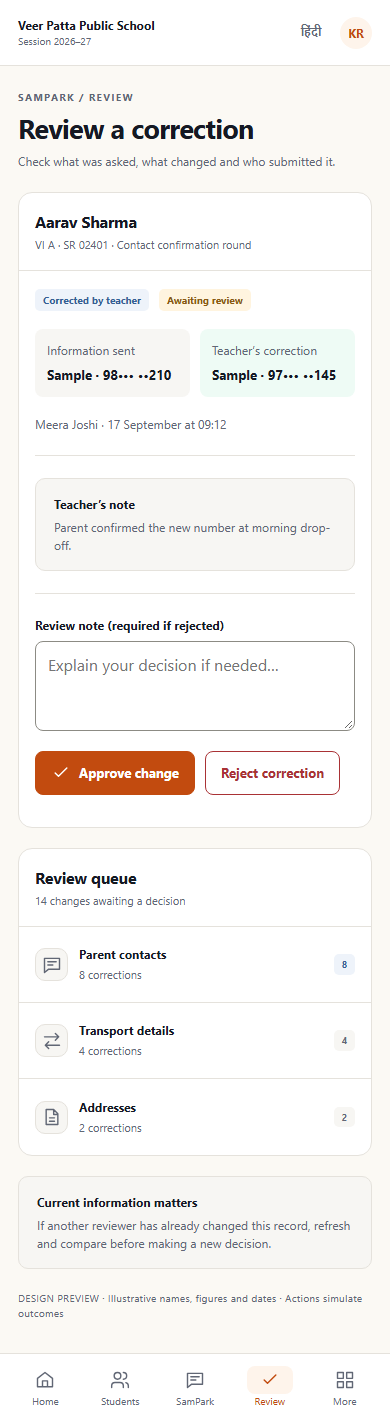 Veer Patta Public School
Session 2026–27
हिंदी
KR
SAMPARK / REVIEW
Review a correction
Check what was asked, what changed and who submitted it.
Aarav Sharma
VI A · SR 02401 · Contact confirmation round
Corrected by teacher
Awaiting review
Information sent
Sample · 98••• ••210
Teacher's correction
Sample · 97••• ••145
Meera Joshi · 17 September at 09:12
Teacher's note
Parent confirmed the new number at morning drop-
off.
Review note (required if rejected)
Explain your decision if needed...
Approve change
Reject correction
Review queue
14 changes awaiting a decision
Parent contacts
8 corrections
8
Transport details
4 corrections
4
Addresses
2 corrections
2
Current information matters
If another reviewer has already changed this record, refresh
and compare before making a new decision.
DESIGN PREVIEW · Illustrative names, figures and dates · Actions simulate
outcomes
Home
Students
SamPark
Review
More